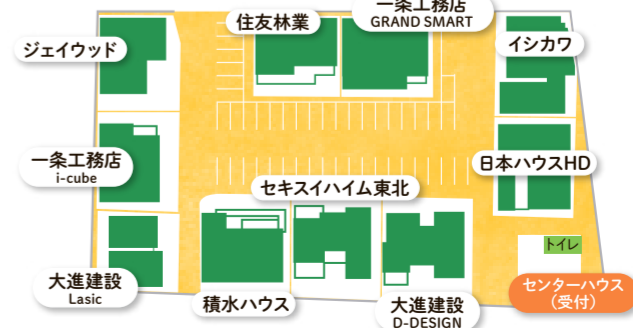 一条工務店
GRAND SMART
住友林業
イシカワ
ジェイウッド
一条工務店
i-cube
日本ハウスHD
セキスイハイム東北
トイレ
大進建設
Lasic
積水ハウス
大進建設
D-DESIGN
センターハウス
(受付)